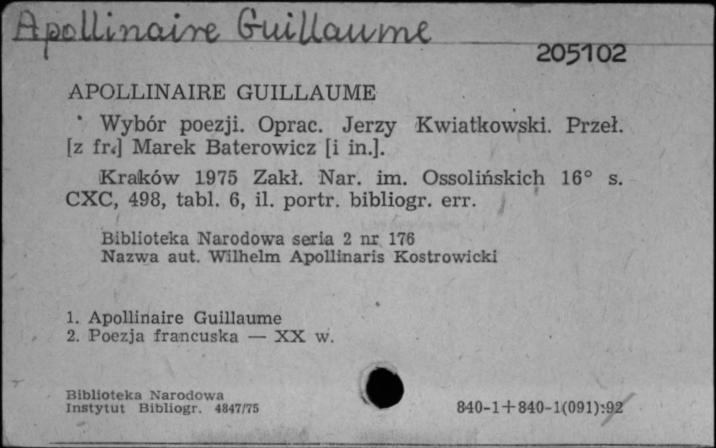 Apollinaire Guillaume
205102
APOLLINAIRE GUILLAUME
Wybór poezji. Oprac. Jerzy Kwiatkowski. Przeł.
[z fr.] Marek Baterowicz [i in.].
Kraków 1975 Zakł. Nar. im. Ossolińskich 16° s.
CXC, 498, tabl. 6, il. portr. bibliogr. err.
Biblioteka Narodowa seria 2 nr 176
Nazwa aut. Wilhelm Apollinaris Kostrowicki
1. Apollinaire Guillaume
2. Poezja francuska — XX w.
Biblioteka Narodowa
Instytut Bibliogr. 4847/75
840-1+840-1(091):92